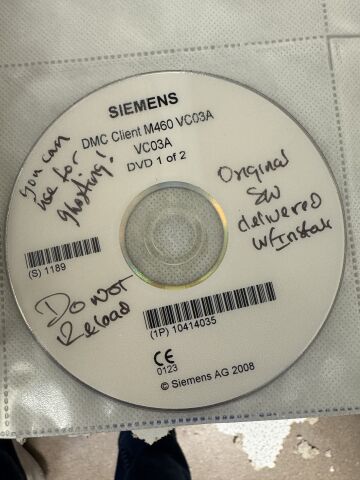 SIEMENS
DMC Client M460 VC03A
VC03A
DVD 1 of 2
you can
use for
ghosting!
Original
SW
delivered
w/Install
(S) 1189
DO NOT
Reload
(1P) 10414035
CE
0123
© Siemens AG 2008